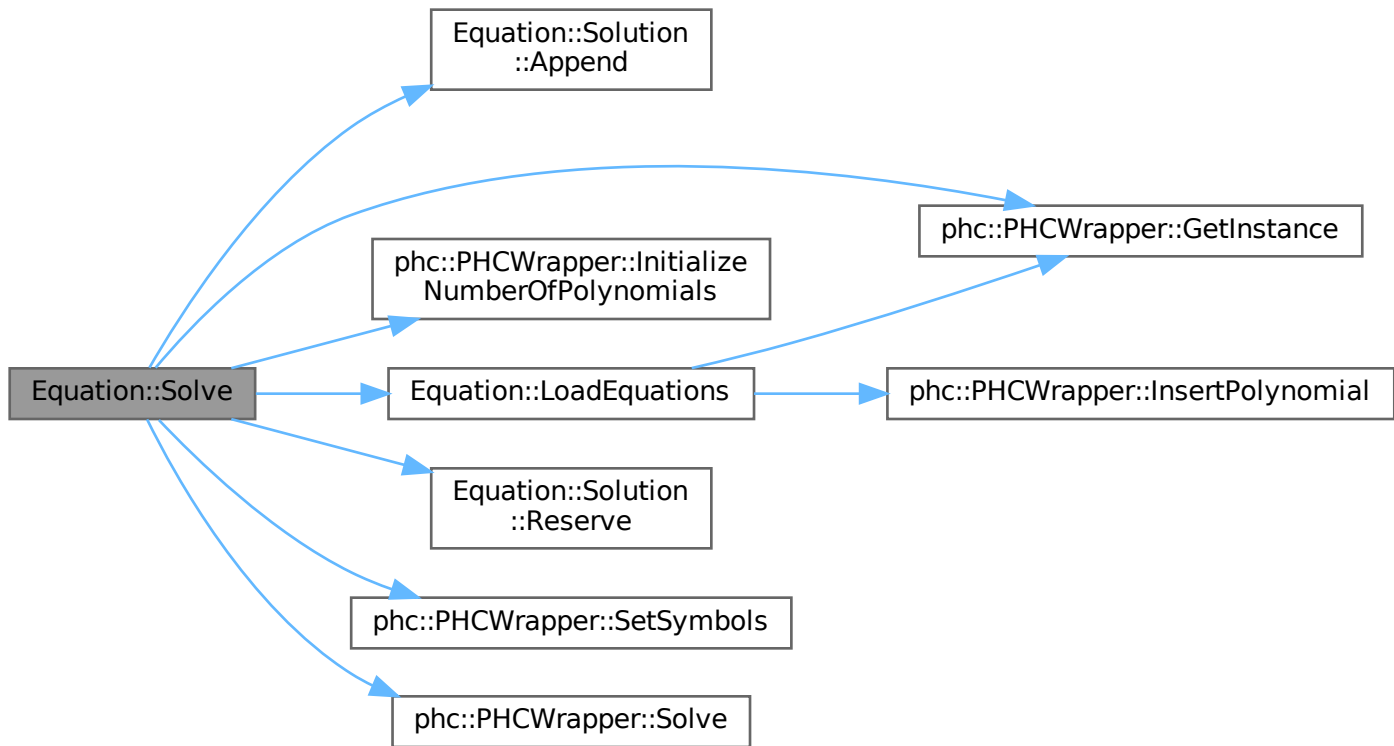 Equation::Solution
::Append
phc::PHCWrapper::GetInstance
phc::PHCWrapper::Initialize
NumberOfPolynomials
Equation::Solve
Equation::LoadEquations
phc::PHCWrapper::InsertPolynomial
Equation::Solution
::Reserve
phc::PHCWrapper::SetSymbols
phc::PHCWrapper::Solve